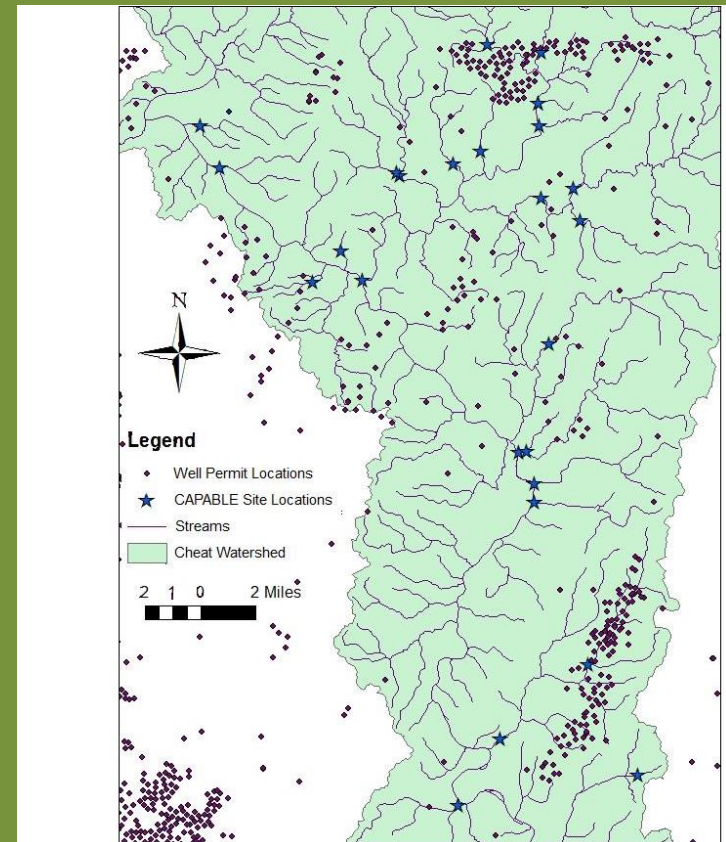 N
Legend
Well Permit Locations
CAPABLE Site Locations
Streams
Cheat Watershed
2 1 0 2 Miles